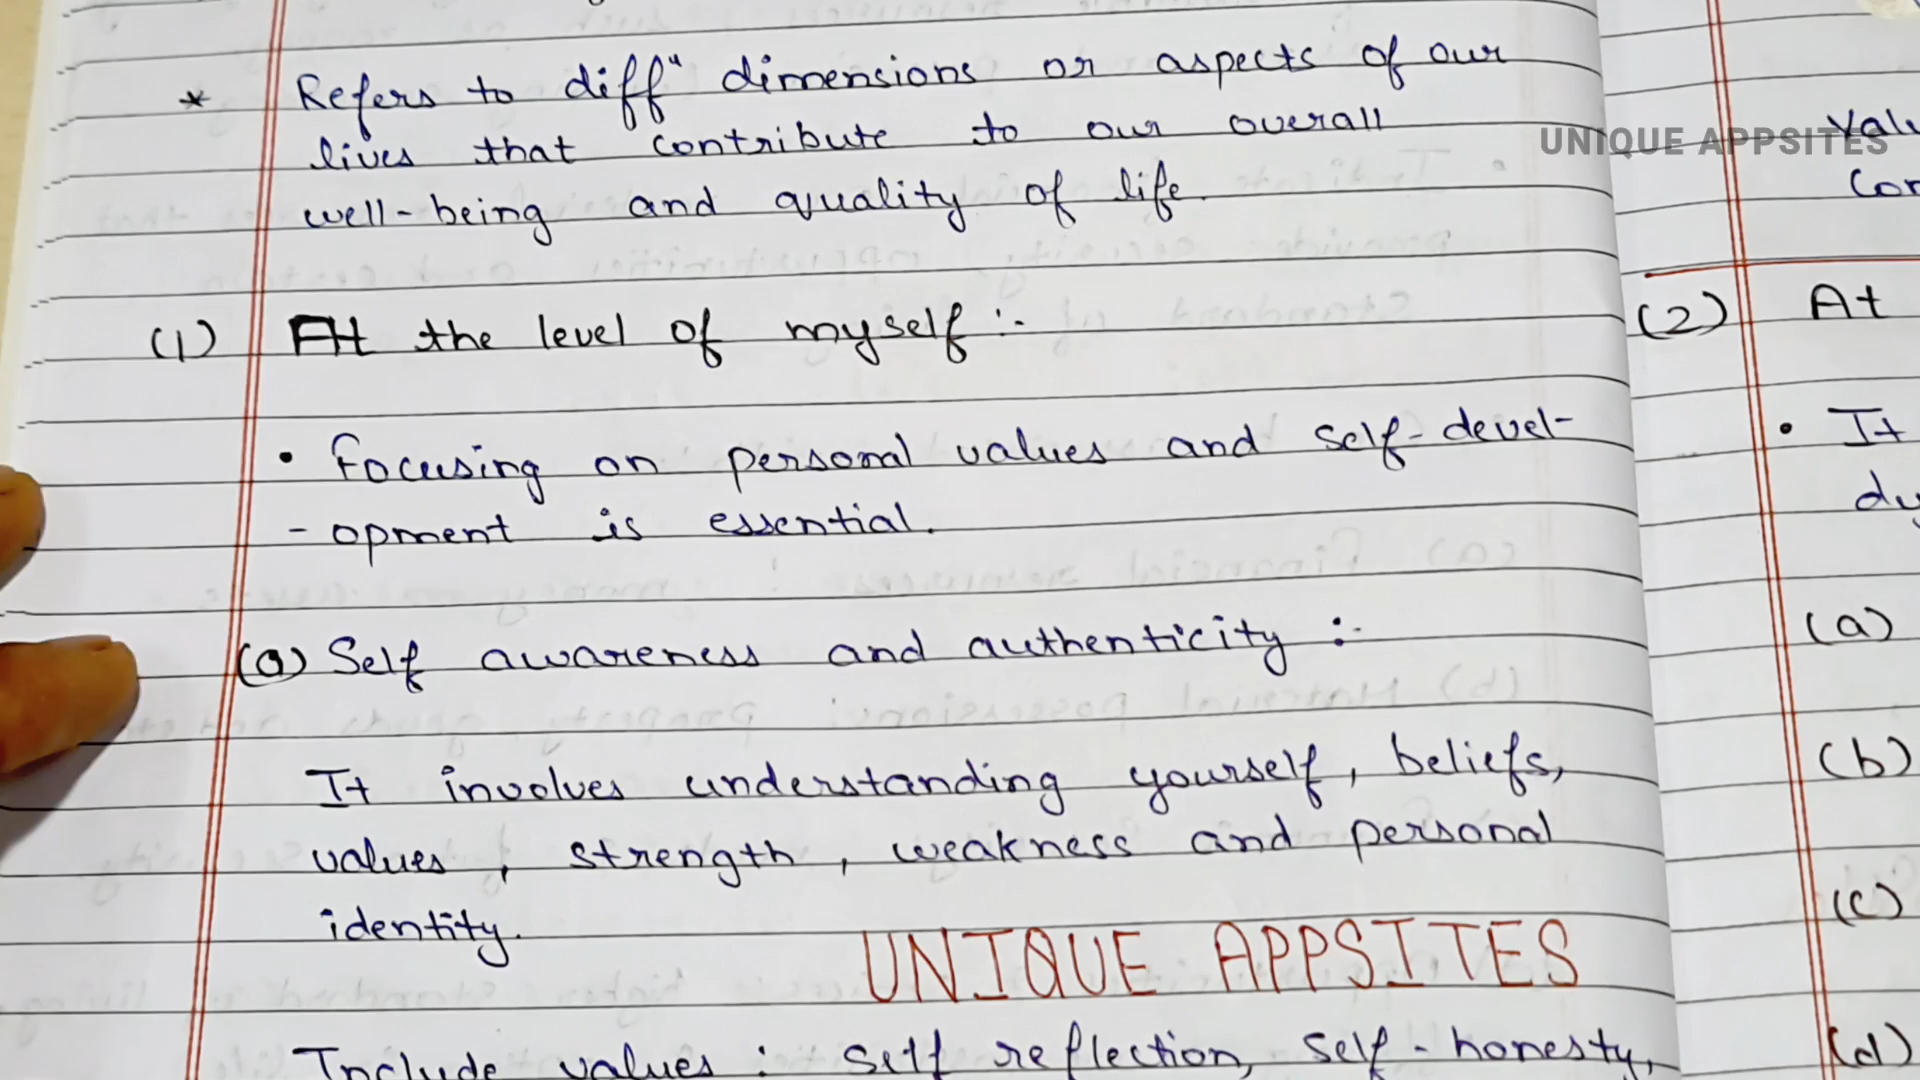 * Refers to diff" dimensions or aspects of our
lives that contribute to our overall
well-being and quality of life.
(1) At the level of myself :-
• focusing on personal values and self-devel-
- opment is essential.
(a) Self awareness and authenticity :-
It involves understanding yourself, beliefs,
values, strength, weakness and personal
identity.
UNIQUE APPSITES
Include values : self reflection, self-honesty,
UNIQUE APPSITES
(2) At
• It
(a)
(b)
(c)
(d)